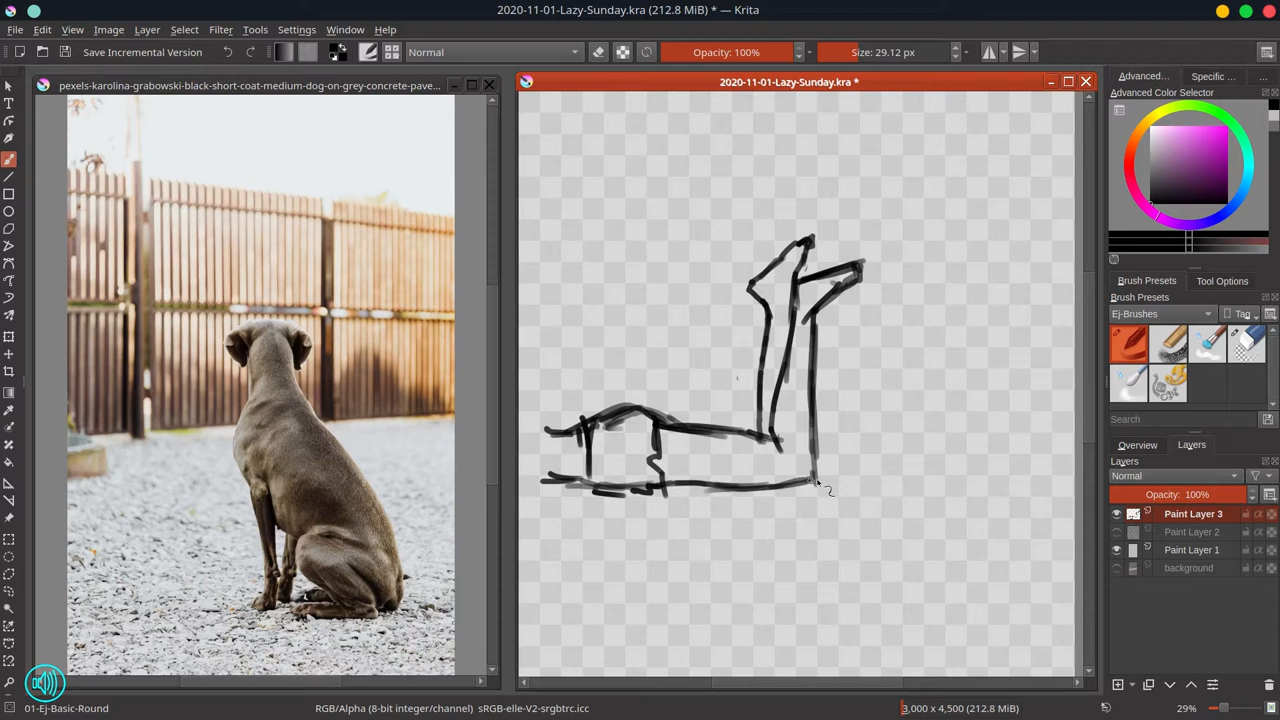 2020-11-01-Lazy-Sunday.kra (212.8 MiB) * — Krita
File Edit View Image Layer Select Filter Tools Settings Window Help
Save Incremental Version Normal Opacity: 100% Size: 29.12 px
pexels-karolina-grabowski-black-short-coat-medium-dog-on-grey-concrete-pave...
2020-11-01-Lazy-Sunday.kra *
Advanced... Specific ... ...
Advanced Color Selector
Brush Presets Tool Options
Brush Presets
Ej-Brushes Tag
Search
Overview Layers
Layers
Normal
Opacity: 100%
Paint Layer 3
Paint Layer 2
Paint Layer 1
background
01-Ej-Basic-Round RGB/Alpha (8-bit integer/channel) sRGB-elle-V2-srgbtrc.icc 3,000 x 4,500 (212.8 MiB) 29%